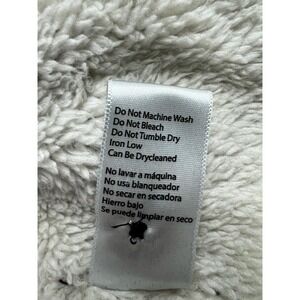 Do Not Machine Wash
Do Not Bleach
Do Not Tumble Dry
Iron Low
Can Be Drycleaned
No lavar a máquina
No usa blanqueador
No secar en secadora
Hierro bajo
Se puede limpiar en seco